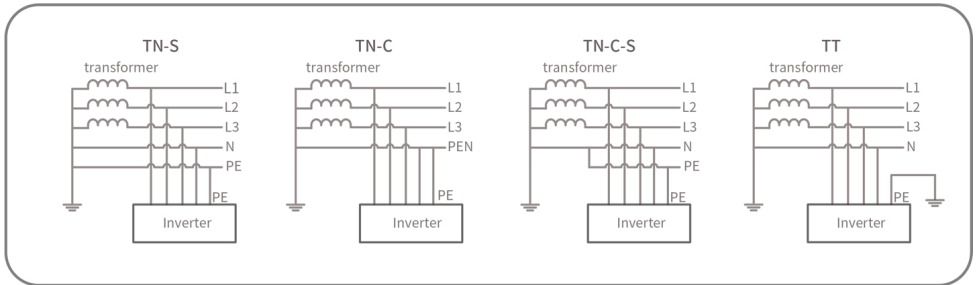 TN-S
transformer
L1
L2
L3
N
PE
PE
Inverter
TN-C
transformer
L1
L2
L3
PEN
PE
Inverter
TN-C-S
transformer
L1
L2
L3
N
PE
PE
Inverter
TT
transformer
L1
L2
L3
N
PE
Inverter